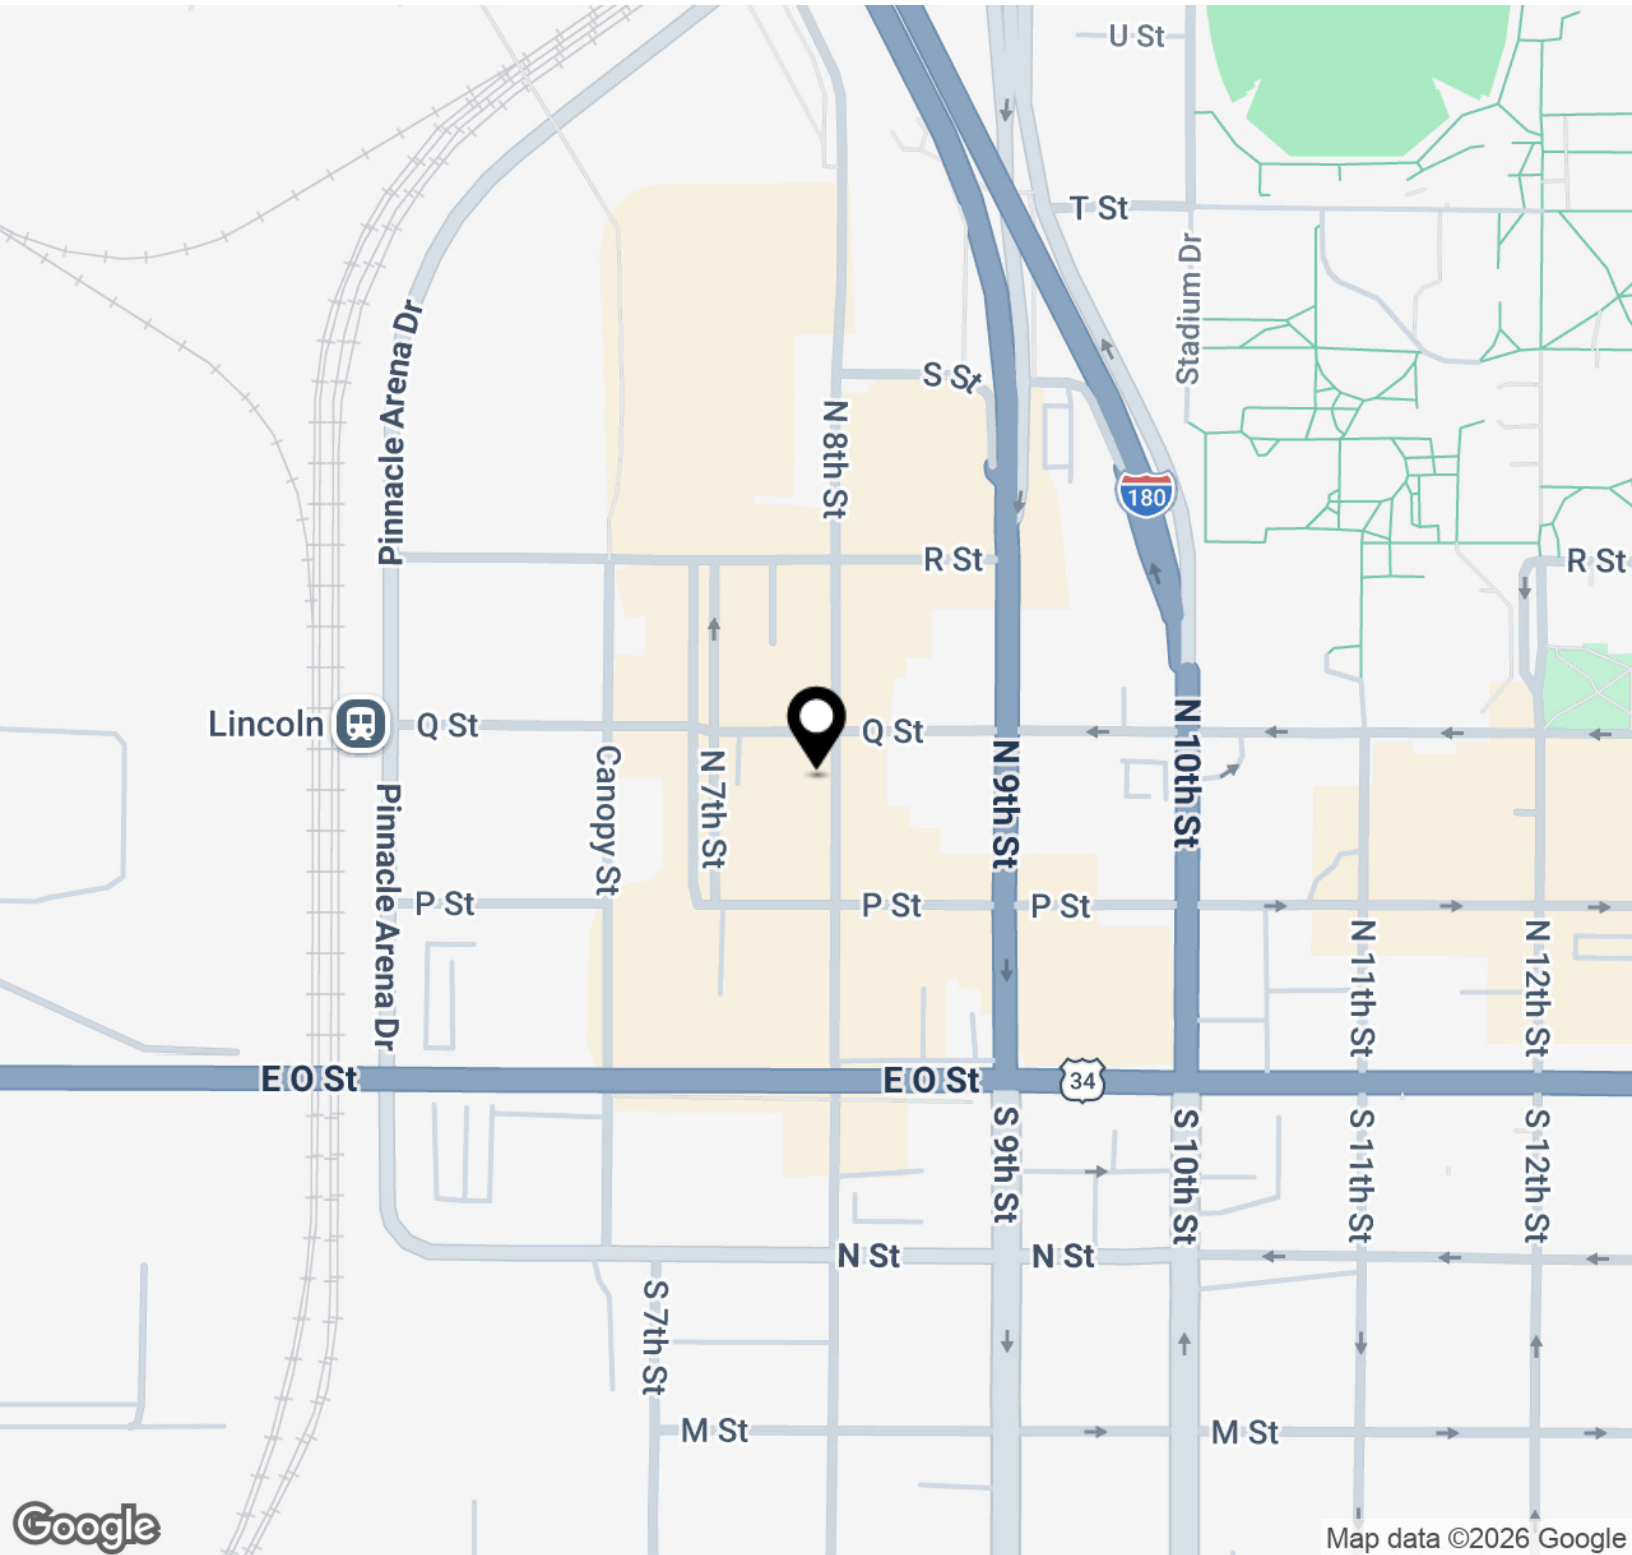 U St
T St
Stadium Dr
Pinnacle Arena Dr
S St
N 8th St
180
R St
R St
Lincoln
Q St
Q St
N 10th St
Canopy St
N 7th St
N 9th St
Pinnacle Arena Dr
P St
P St
P St
N 11th St
N 12th St
E O St
E O St
34
S 9th St
S 10th St
S 11th St
S 12th St
N St
N St
S 7th St
M St
M St
Google
Map data ©2026 Google